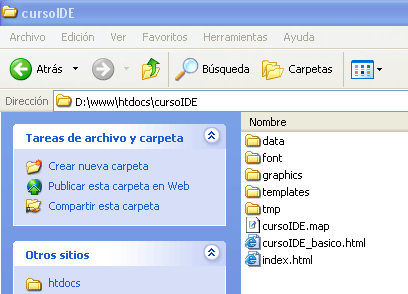 cursoIDE
Archivo Edición Ver Favoritos Herramientas Ayuda
Atrás Búsqueda Carpetas
Dirección D:\www\htdocs\cursoIDE
Tareas de archivo y carpeta
Crear nueva carpeta
Publicar esta carpeta en Web
Compartir esta carpeta
Otros sitios
htdocs
Nombre
data
font
graphics
templates
tmp
cursoIDE.map
cursoIDE_basico.html
index.html